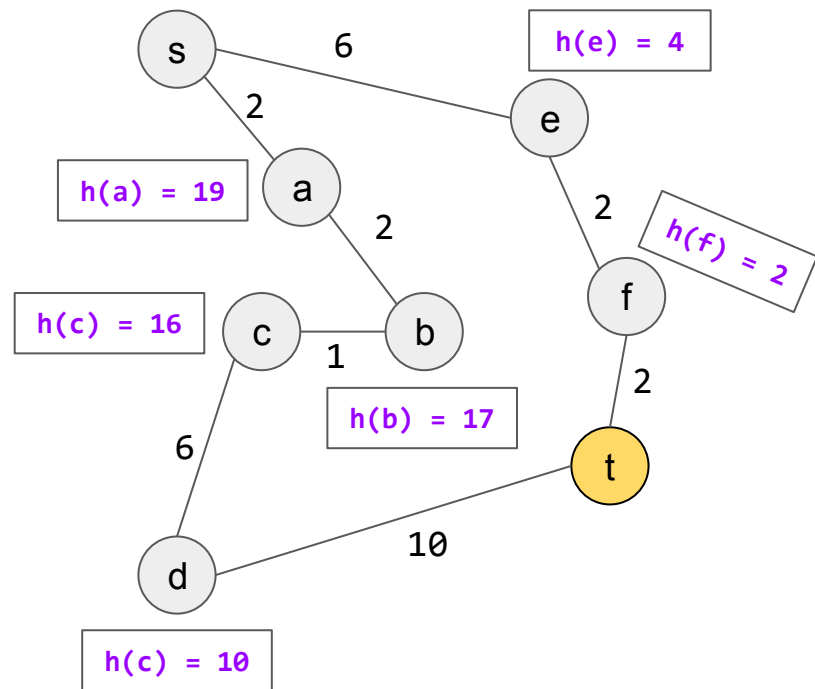 s
6
h(e) = 4
e
2
h(a) = 19
a
2
2
h(f) = 2
f
h(c) = 16
c
1
b
2
h(b) = 17
6
t
10
d
h(c) = 10